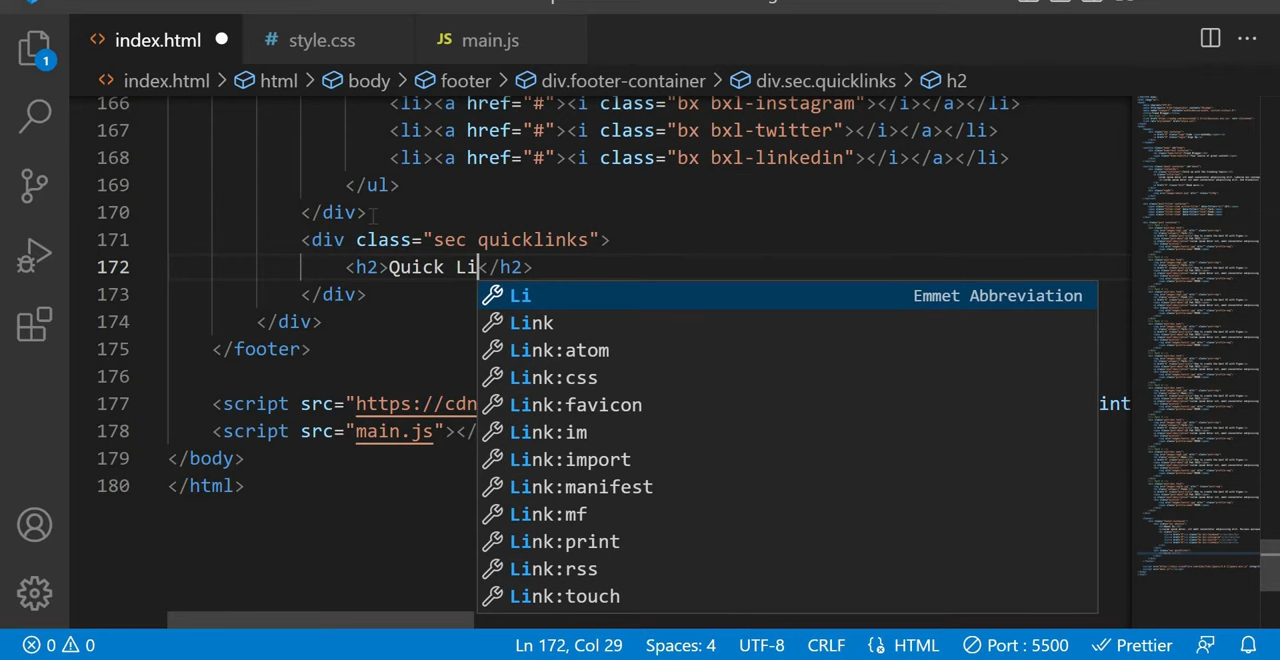 index.html
style.css
JS main.js
index.html > html > body > footer > div.footer-container > div.sec.quicklinks > h2
166 <li><a href="#"><i class="bx bxl-instagram"></i></a></li>
167 <li><a href="#"><i class="bx bxl-twitter"></i></a></li>
168 <li><a href="#"><i class="bx bxl-linkedin"></i></a></li>
169 </ul>
170 </div>
171 <div class="sec quicklinks">
172 <h2>Quick Li</h2>
173 </div>
174 </div>
175 </footer>
176
177 <script src="https://cdn int
178 <script src="main.js"></
179 </body>
180 </html>
Li Emmet Abbreviation
Link
Link:atom
Link:css
Link:favicon
Link:im
Link:import
Link:manifest
Link:mf
Link:print
Link:rss
Link:touch
1
0 0 Ln 172, Col 29 Spaces: 4 UTF-8 CRLF HTML Port : 5500 Prettier